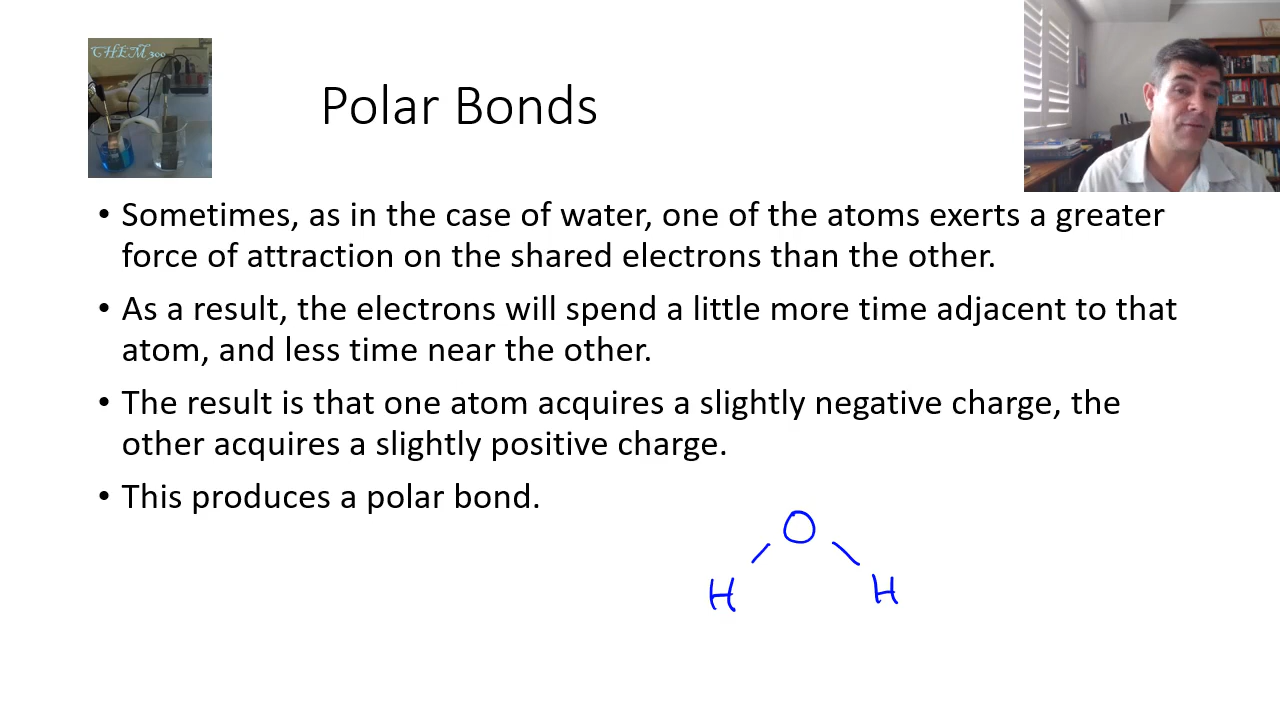 CHEM300
Polar Bonds
• Sometimes, as in the case of water, one of the atoms exerts a greater
force of attraction on the shared electrons than the other.
• As a result, the electrons will spend a little more time adjacent to that
atom, and less time near the other.
• The result is that one atom acquires a slightly negative charge, the
other acquires a slightly positive charge.
• This produces a polar bond.
O
H H